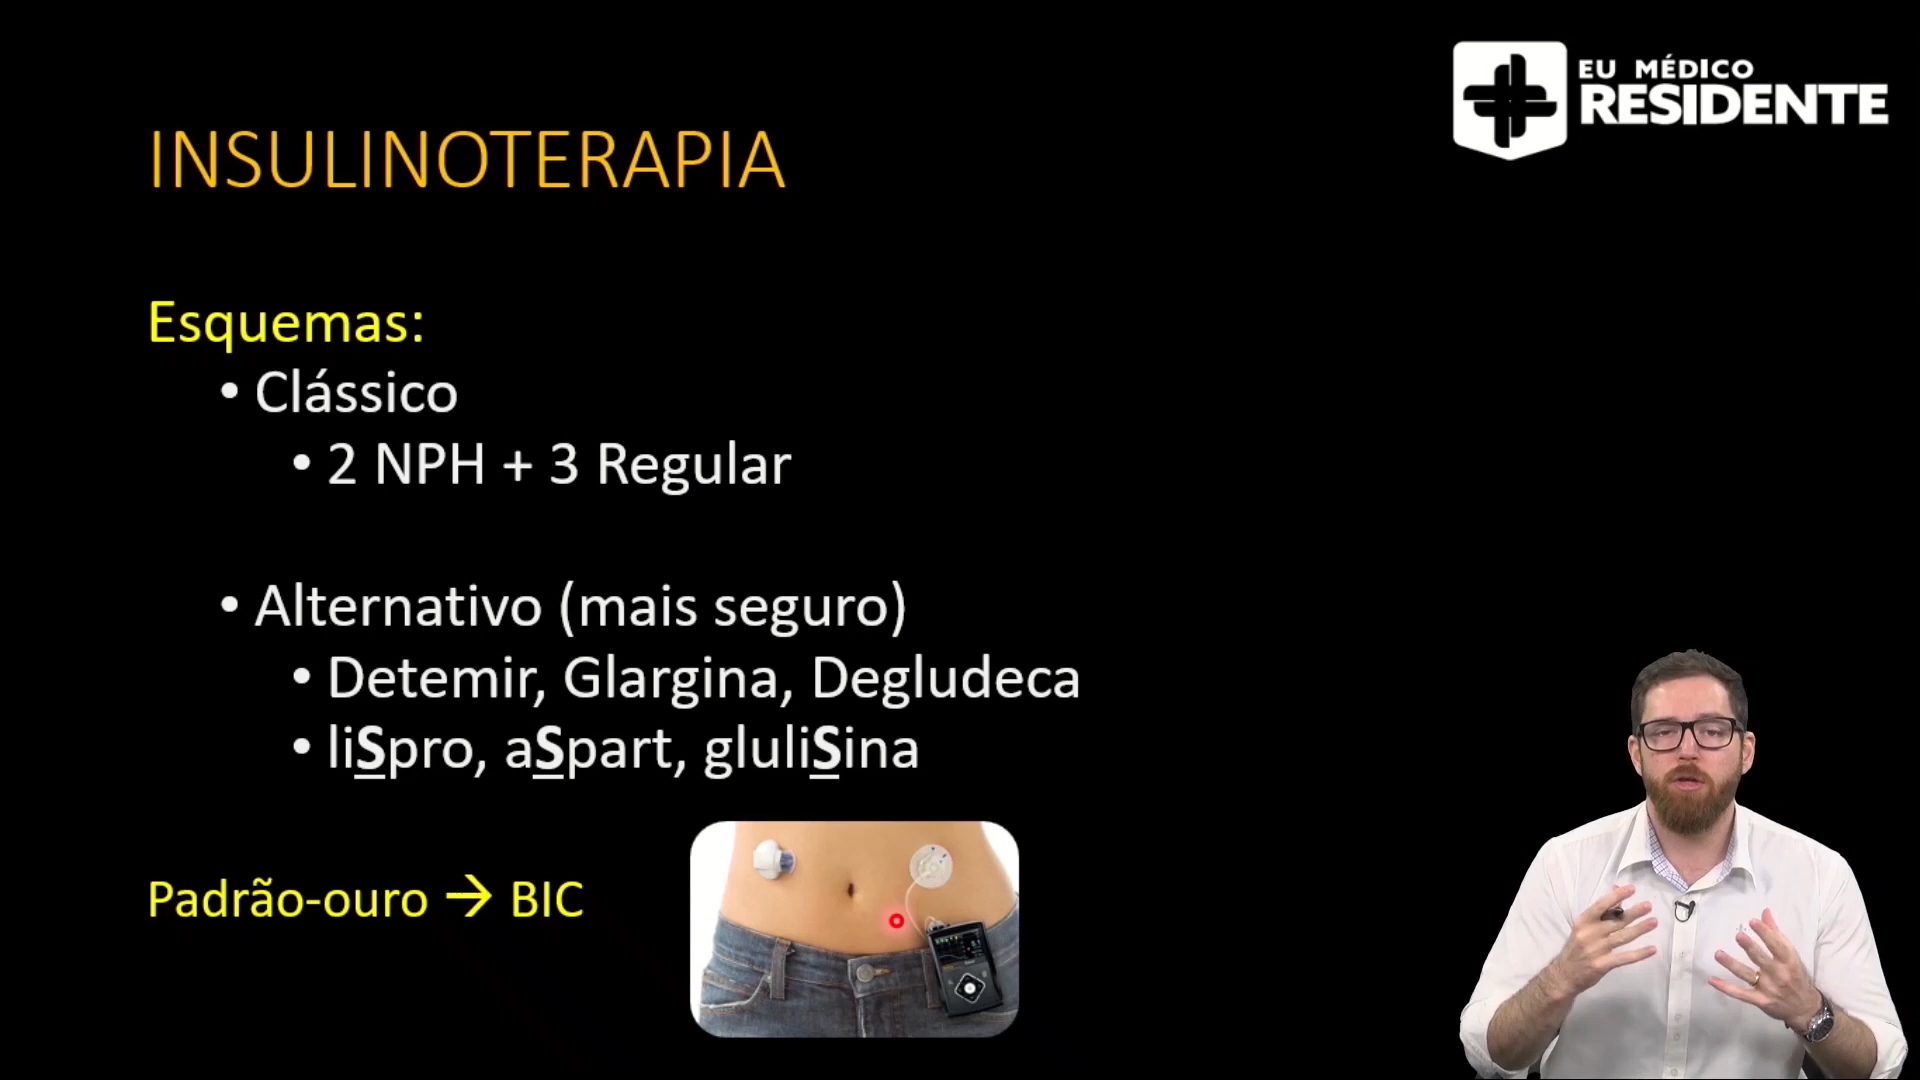 EU MÉDICO
RESIDENTE
INSULINOTERAPIA
Esquemas:
• Clássico
• 2 NPH + 3 Regular
• Alternativo (mais seguro)
• Detemir, Glargina, Degludeca
• liSpro, aSpart, gluliSina
Padrão-ouro → BIC